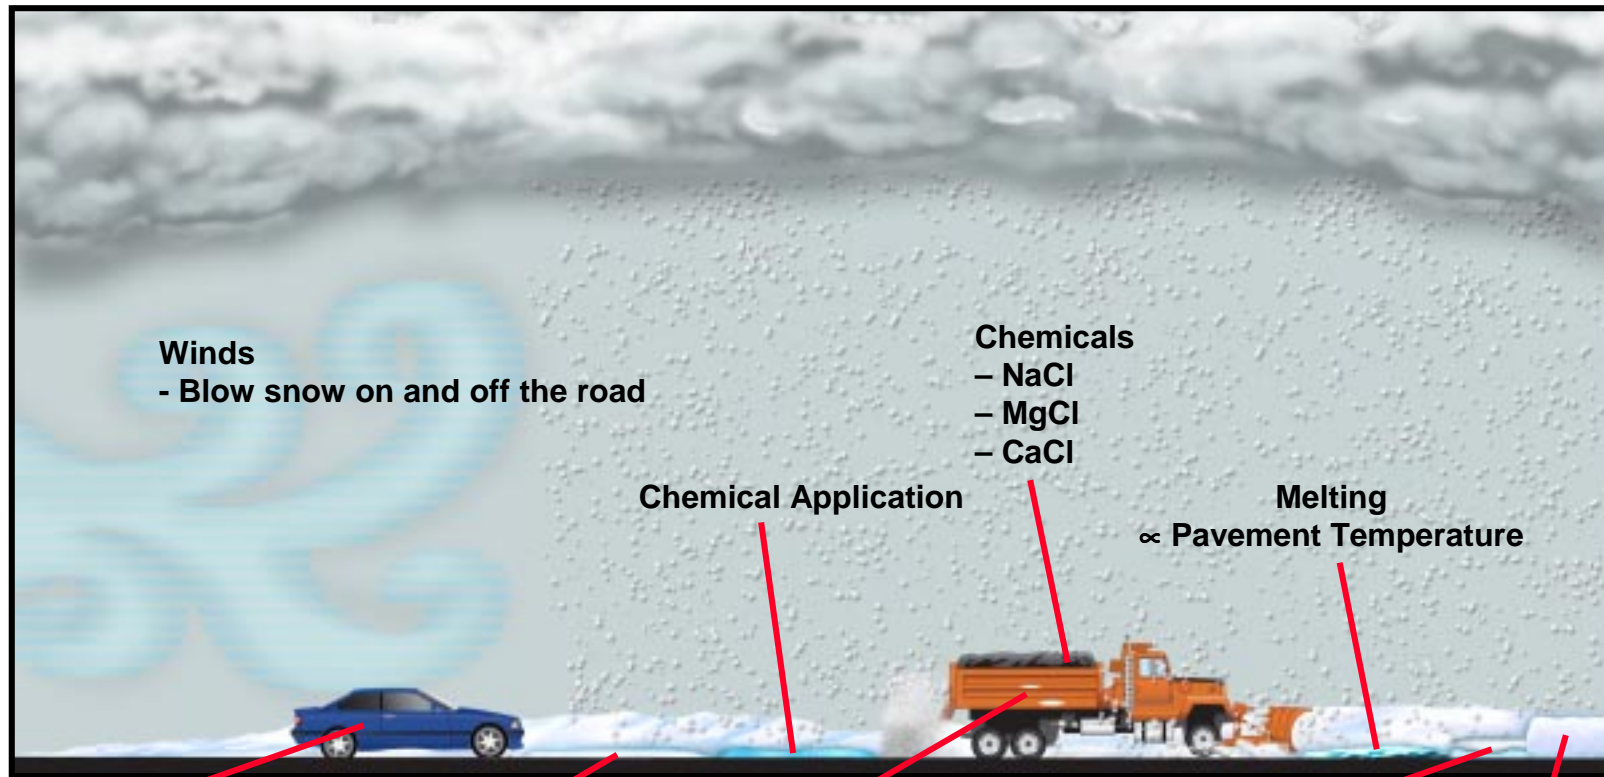 Winds
- Blow snow on and off the road
Chemicals
– NaCl
– MgCl
– CaCl
Chemical Application
Melting
∝ Pavement Temperature